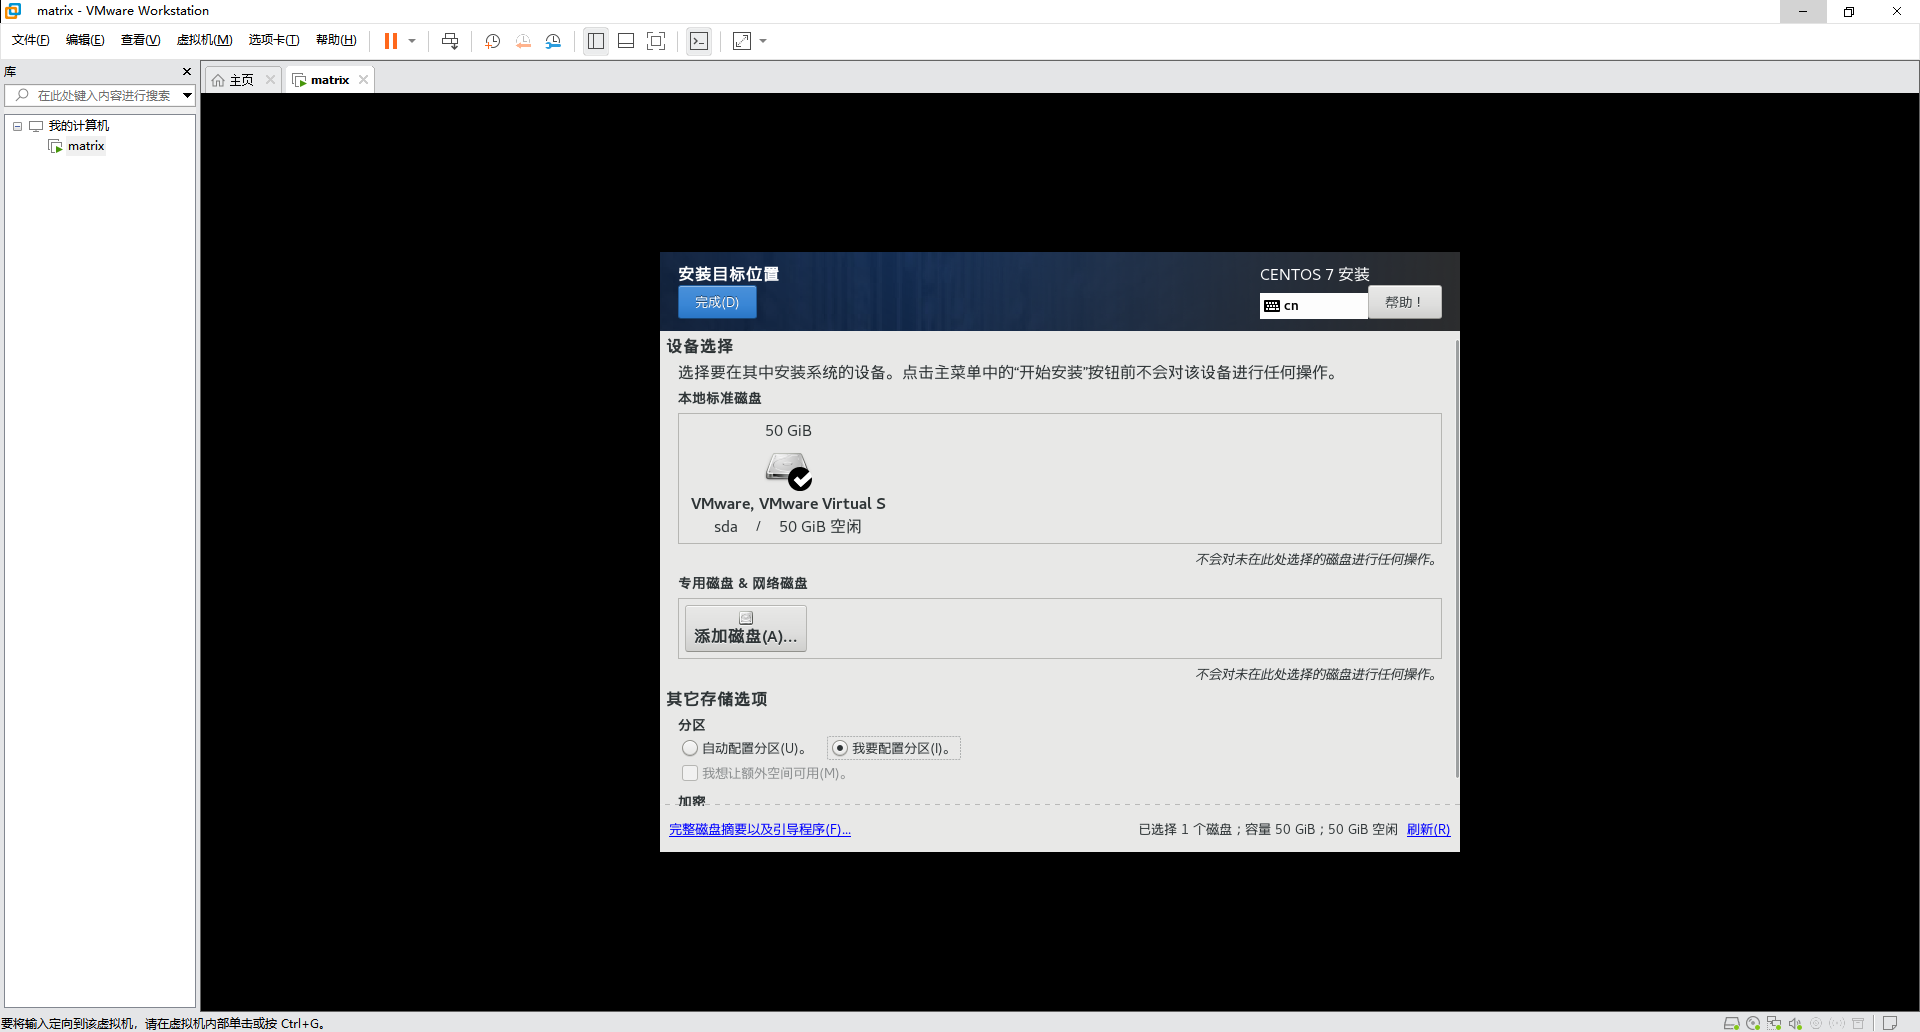 matrix - VMware Workstation
文件(F) 编辑(E) 查看(V) 虚拟机(M) 选项卡(T) 帮助(H)
库
主页
matrix
在此处键入内容进行搜索
我的计算机
matrix
安装目标位置
CENTOS 7 安装
完成(D)
cn
帮助！
设备选择
选择要在其中安装系统的设备。点击主菜单中的“开始安装”按钮前不会对该设备进行任何操作。
本地标准磁盘
50 GiB
VMware, VMware Virtual S
sda / 50 GiB 空闲
不会对未在此处选择的磁盘进行任何操作。
专用磁盘 & 网络磁盘
添加磁盘(A)...
不会对未在此处选择的磁盘进行任何操作。
其它存储选项
分区
自动配置分区(U)。 我要配置分区(I)。
我想让额外空间可用(M)。
加密
完整磁盘摘要以及引导程序(F)...
已选择 1 个磁盘；容量 50 GiB；50 GiB 空闲 刷新(R)
要将输入定向到该虚拟机，请在虚拟机内部单击或按 Ctrl+G。